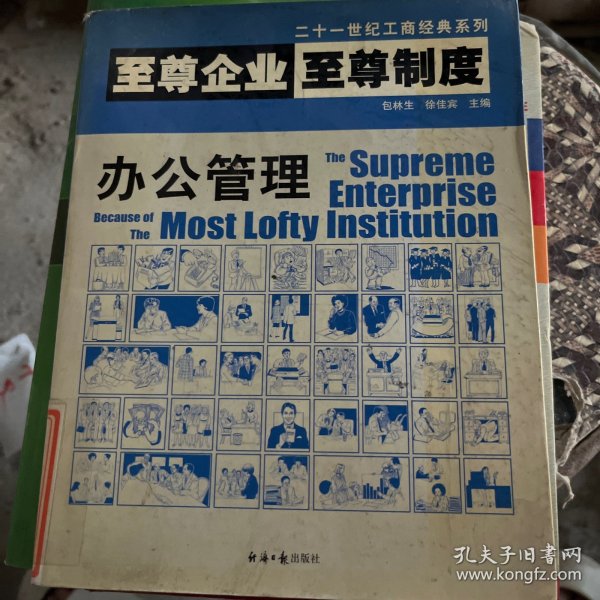 二十一世纪工商经典系列
至尊企业 至尊制度
包林生 徐佳宾 主编
办公管理
The Supreme
Enterprise
Because of
The Most Lofty Institution
经济日报出版社
孔夫子旧书网
www.kongfz.com